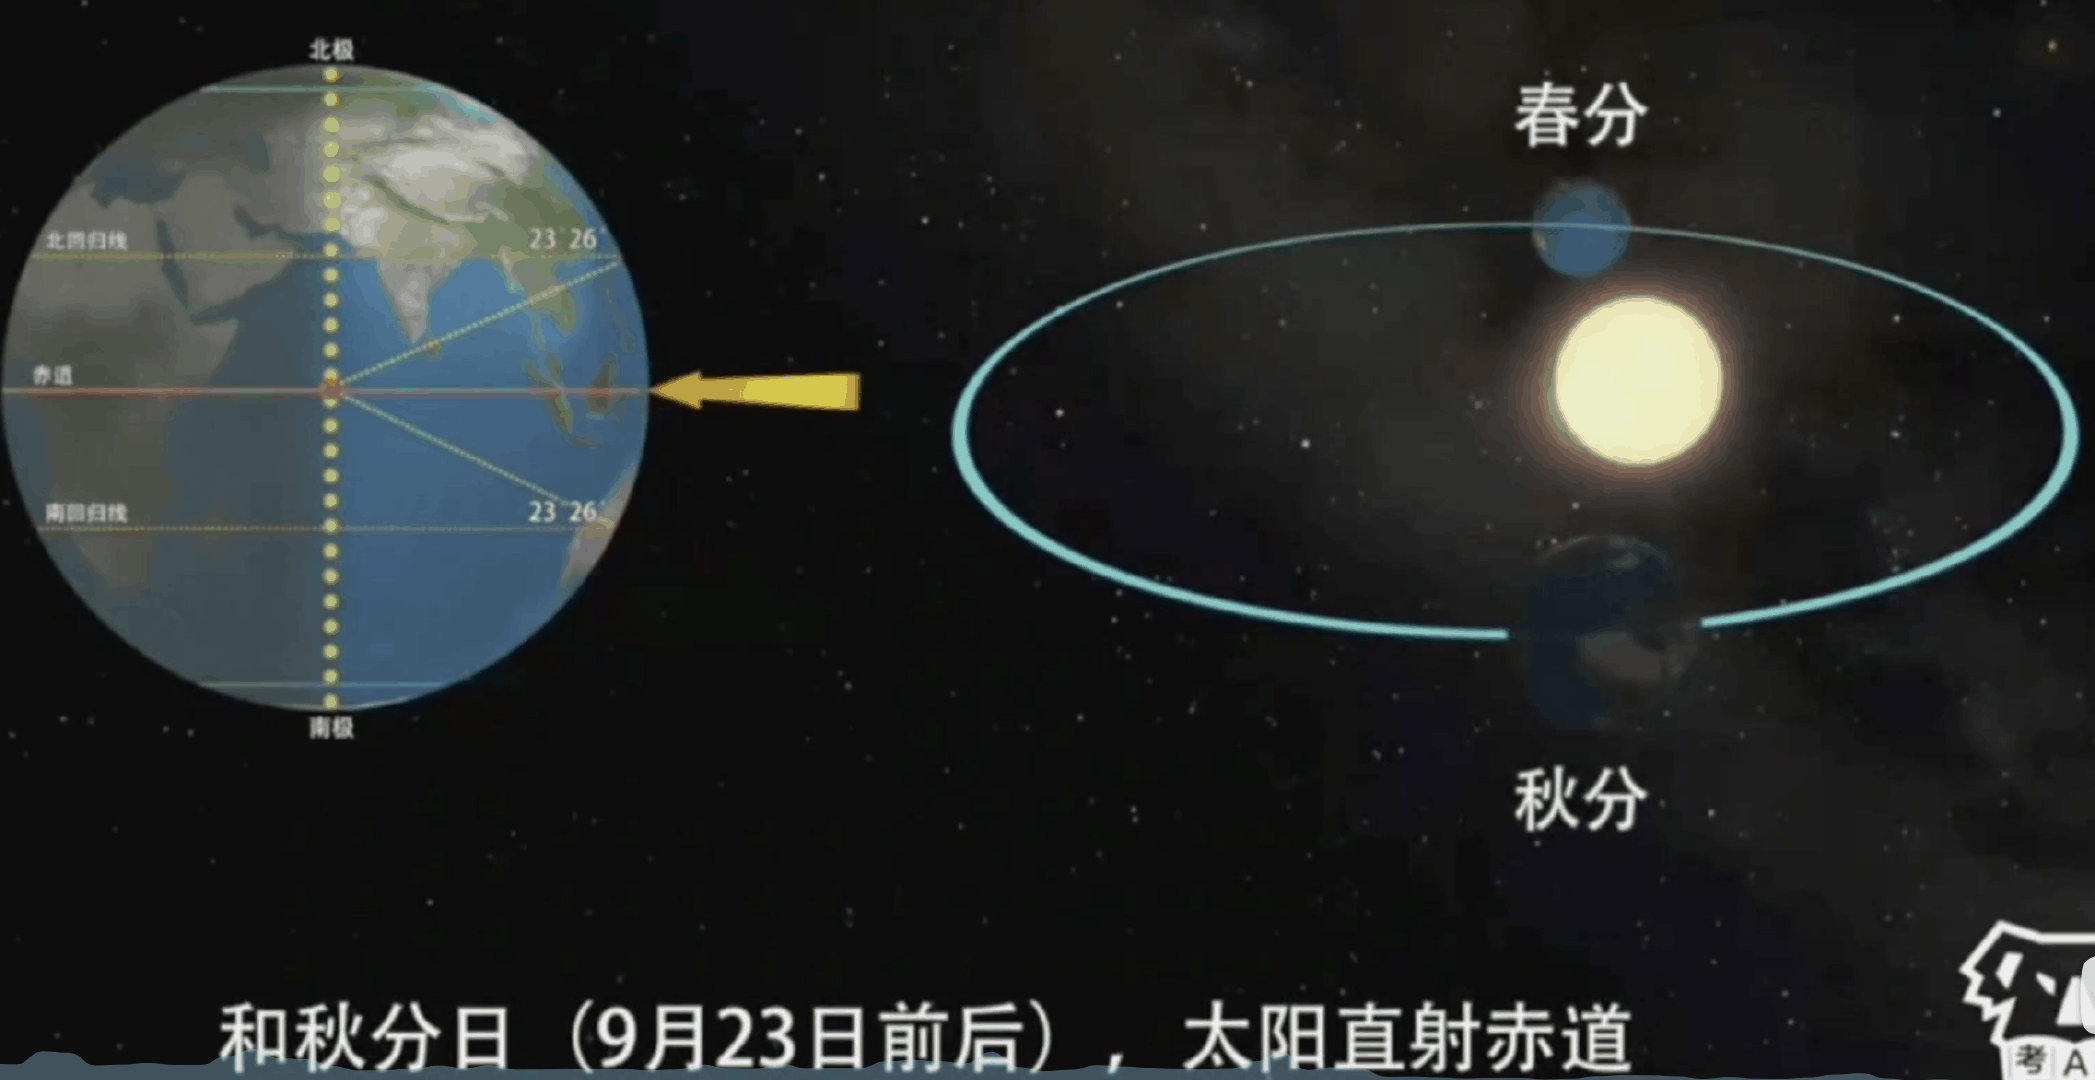 北极
北回归线
23°26'
赤道
南回归线
23°26'
南极
春分
秋分
和秋分日（9月23日前后），太阳直射赤道
考A